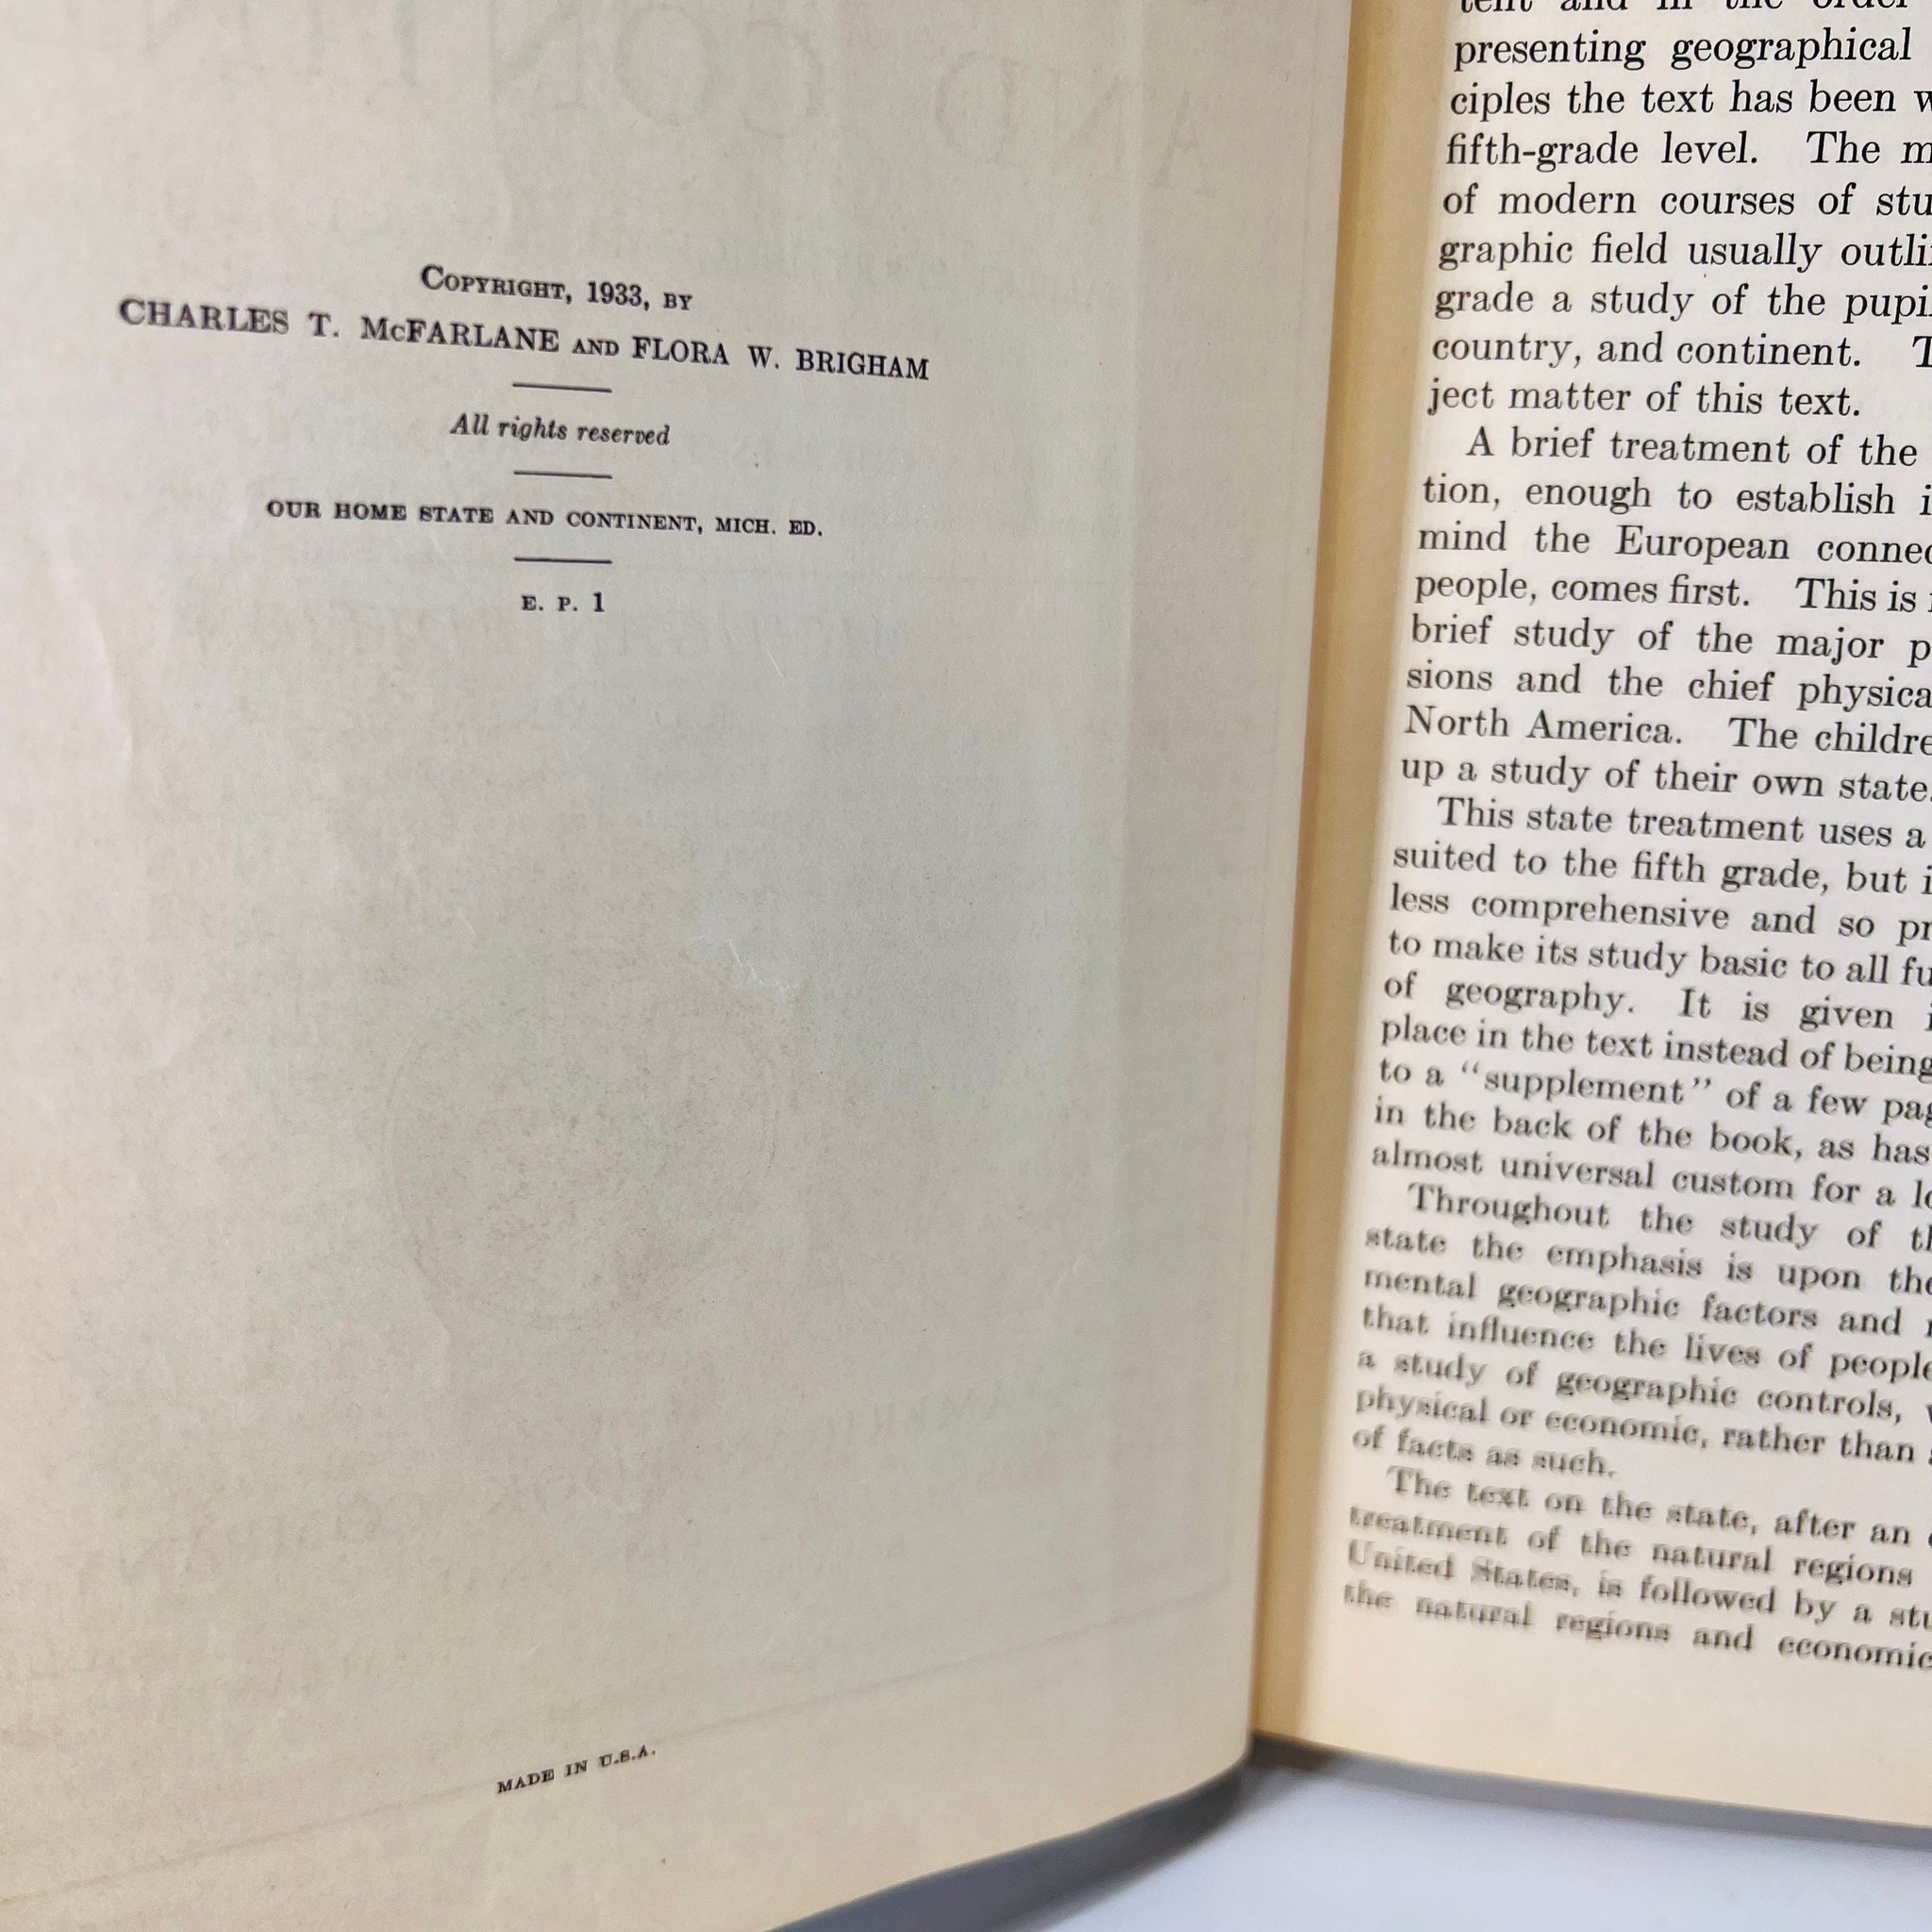 COPYRIGHT, 1933, BY
CHARLES T. McFARLANE AND FLORA W. BRIGHAM
All rights reserved
OUR HOME STATE AND CONTINENT, MICH. ED.
E. P. 1
MADE IN U.S.A.
tent and in the order
presenting geographical
ciples the text has been
fifth-grade level. The
of modern courses of
graphic field usually
grade a study of the
country, and continent.
ject matter of this text.
A brief treatment of the
tion, enough to establish
mind the European
people, comes first. This is
brief study of the major
sions and the chief
North America. The
up a study of their own state
This state treatment uses a
suited to the fifth grade, but
less comprehensive and so
to make its study basic to all
of geography. It is given
place in the text instead of being
to a “supplement” of a few
in the back of the book, as has
almost universal custom for a
Throughout the study of
state the emphasis is upon
mental geographic factors and
that influence the lives of
a study of geographic controls,
physical or economic, rather than
of facts as such.
The text on the state, after an
treatment of the natural regions
United States, is followed by a
the natural regions and